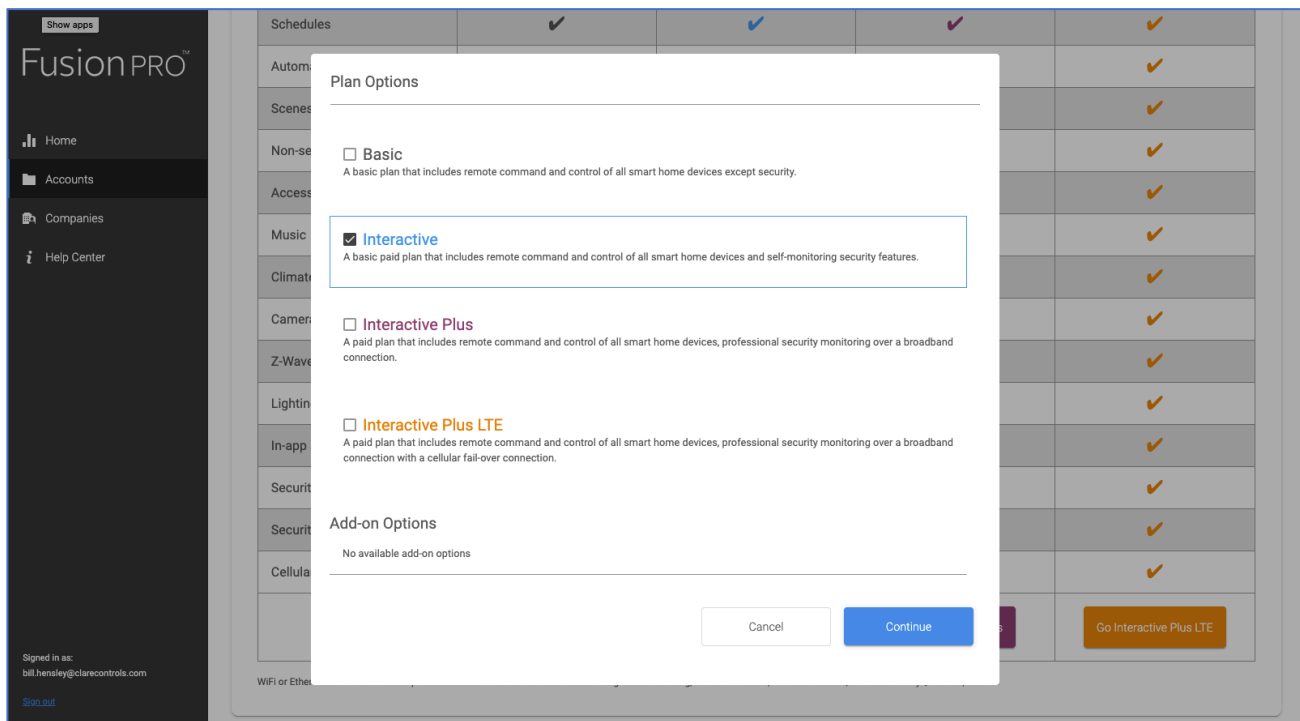 Show apps
FusionPRO™
Home
Accounts
Companies
Help Center
Signed in as:
bill.hensley@clarecontrols.com
Sign out
Schedules
Automa
Scenes
Non-se
Access
Music
Climate
Camera
Z-Wave
Lightin
In-app
Securit
Securit
Cellula
Plan Options
Basic
A basic plan that includes remote command and control of all smart home devices except security.
Interactive
A basic paid plan that includes remote command and control of all smart home devices and self-monitoring security features.
Interactive Plus
A paid plan that includes remote command and control of all smart home devices, professional security monitoring over a broadband
connection.
Interactive Plus LTE
A paid plan that includes remote command and control of all smart home devices, professional security monitoring over a broadband
connection with a cellular fail-over connection.
Add-on Options
No available add-on options
Cancel
Continue
s
Go Interactive Plus LTE
WiFi or Ether